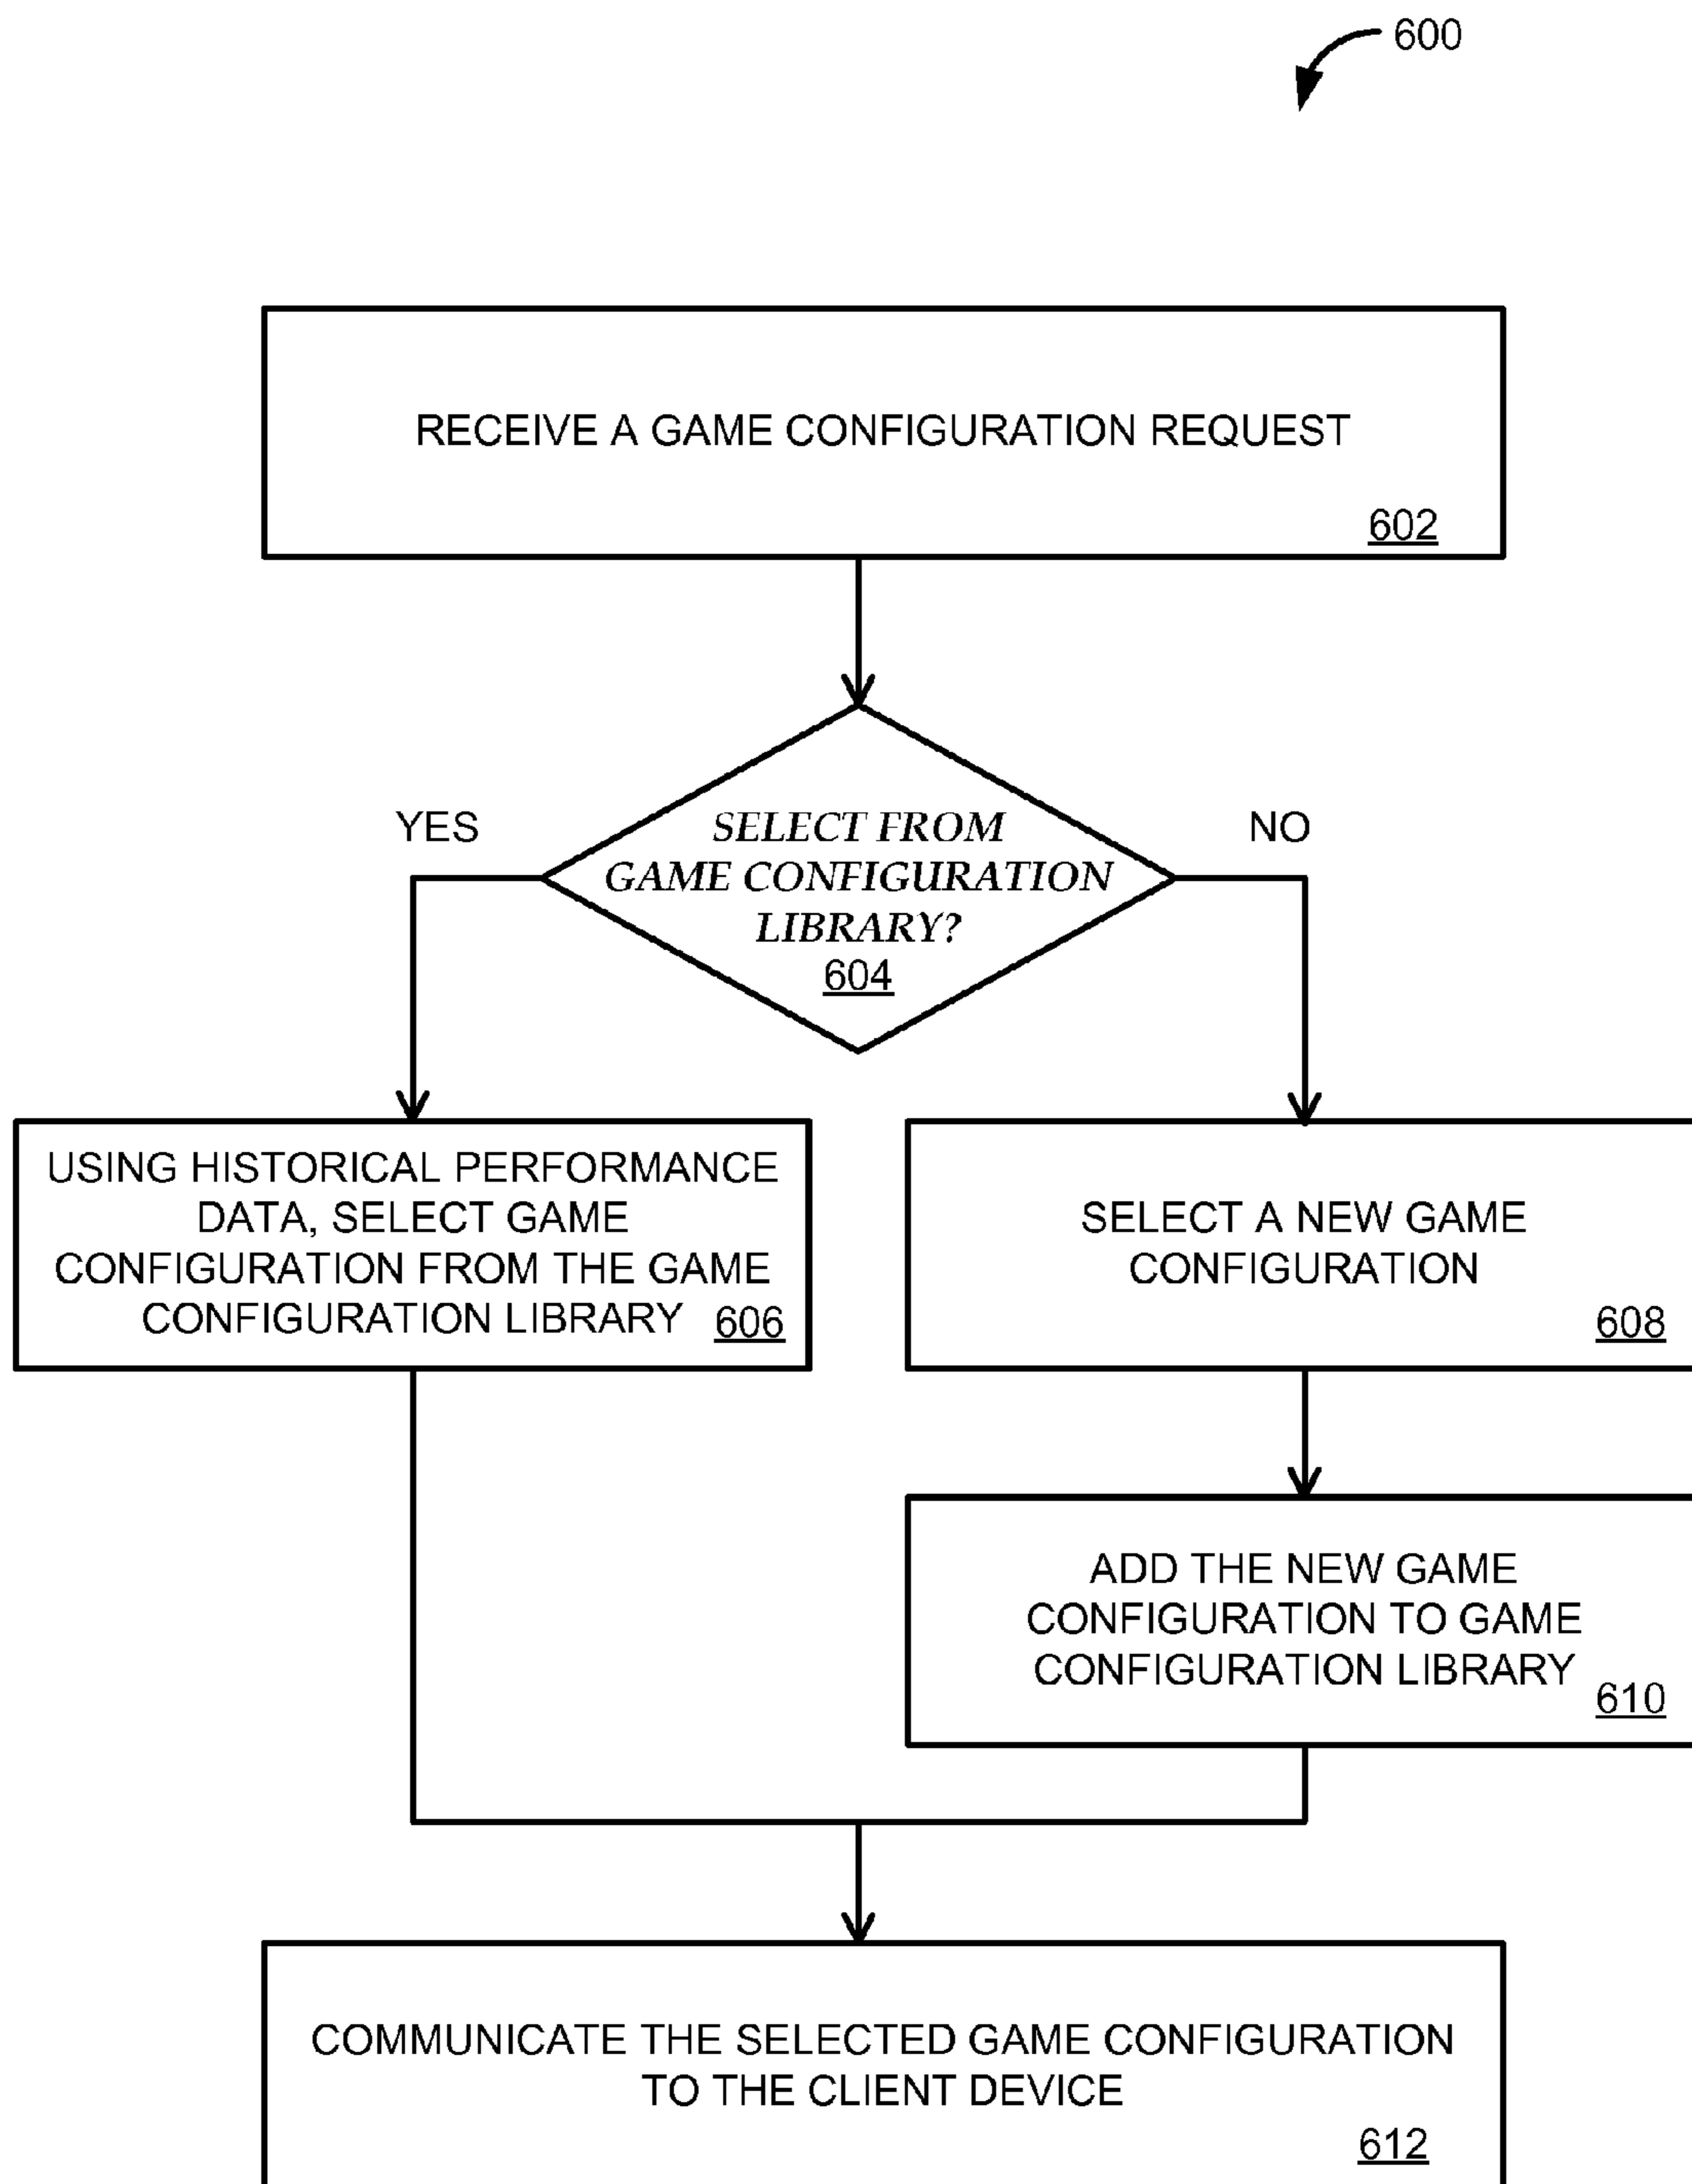 600
RECEIVE A GAME CONFIGURATION REQUEST
602
YES
NO
SELECT FROM
GAME CONFIGURATION
LIBRARY?
604
USING HISTORICAL PERFORMANCE
DATA, SELECT GAME
CONFIGURATION FROM THE GAME
CONFIGURATION LIBRARY
606
SELECT A NEW GAME
CONFIGURATION
608
ADD THE NEW GAME
CONFIGURATION TO GAME
CONFIGURATION LIBRARY
610
COMMUNICATE THE SELECTED GAME CONFIGURATION
TO THE CLIENT DEVICE
612